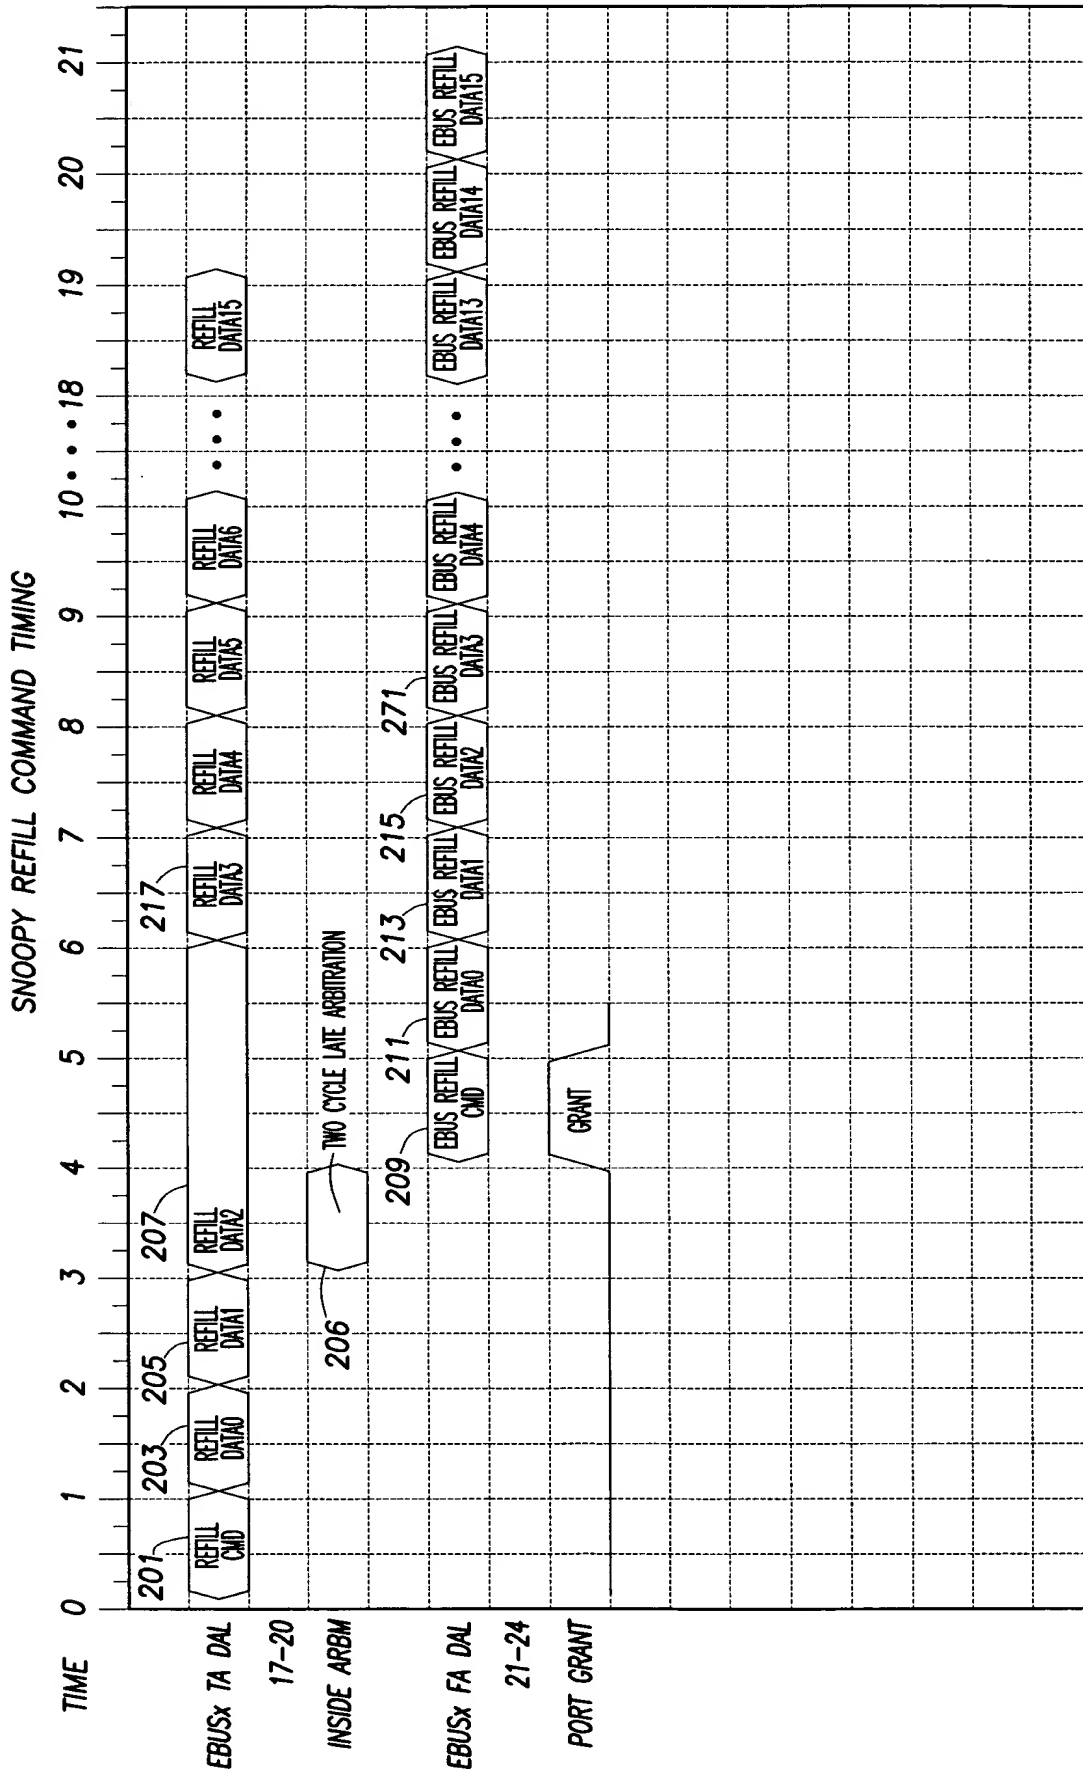 SNOOPY REFILL COMMAND TIMING
TIME 0 1 2 3 4 5 6 7 8 9 10 • • • 18 19 20 21
201 203 205 207 217
EBUSx TA DAL
REFILL CMD
REFILL DATA0
REFILL DATA1
REFILL DATA2
REFILL DATA3
REFILL DATA4
REFILL DATA5
REFILL DATA6
• • •
REFILL DATA15
17-20
INSIDE ARBM
206
TWO CYCLE LATE ARBITRATION
209 211 213 215 271
EBUSx FA DAL
EBUS REFILL CMD
EBUS REFILL DATA0
EBUS REFILL DATA1
EBUS REFILL DATA2
EBUS REFILL DATA3
EBUS REFILL DATA4
• • •
EBUS REFILL DATA13
EBUS REFILL DATA14
EBUS REFILL DATA15
21-24
PORT GRANT
GRANT